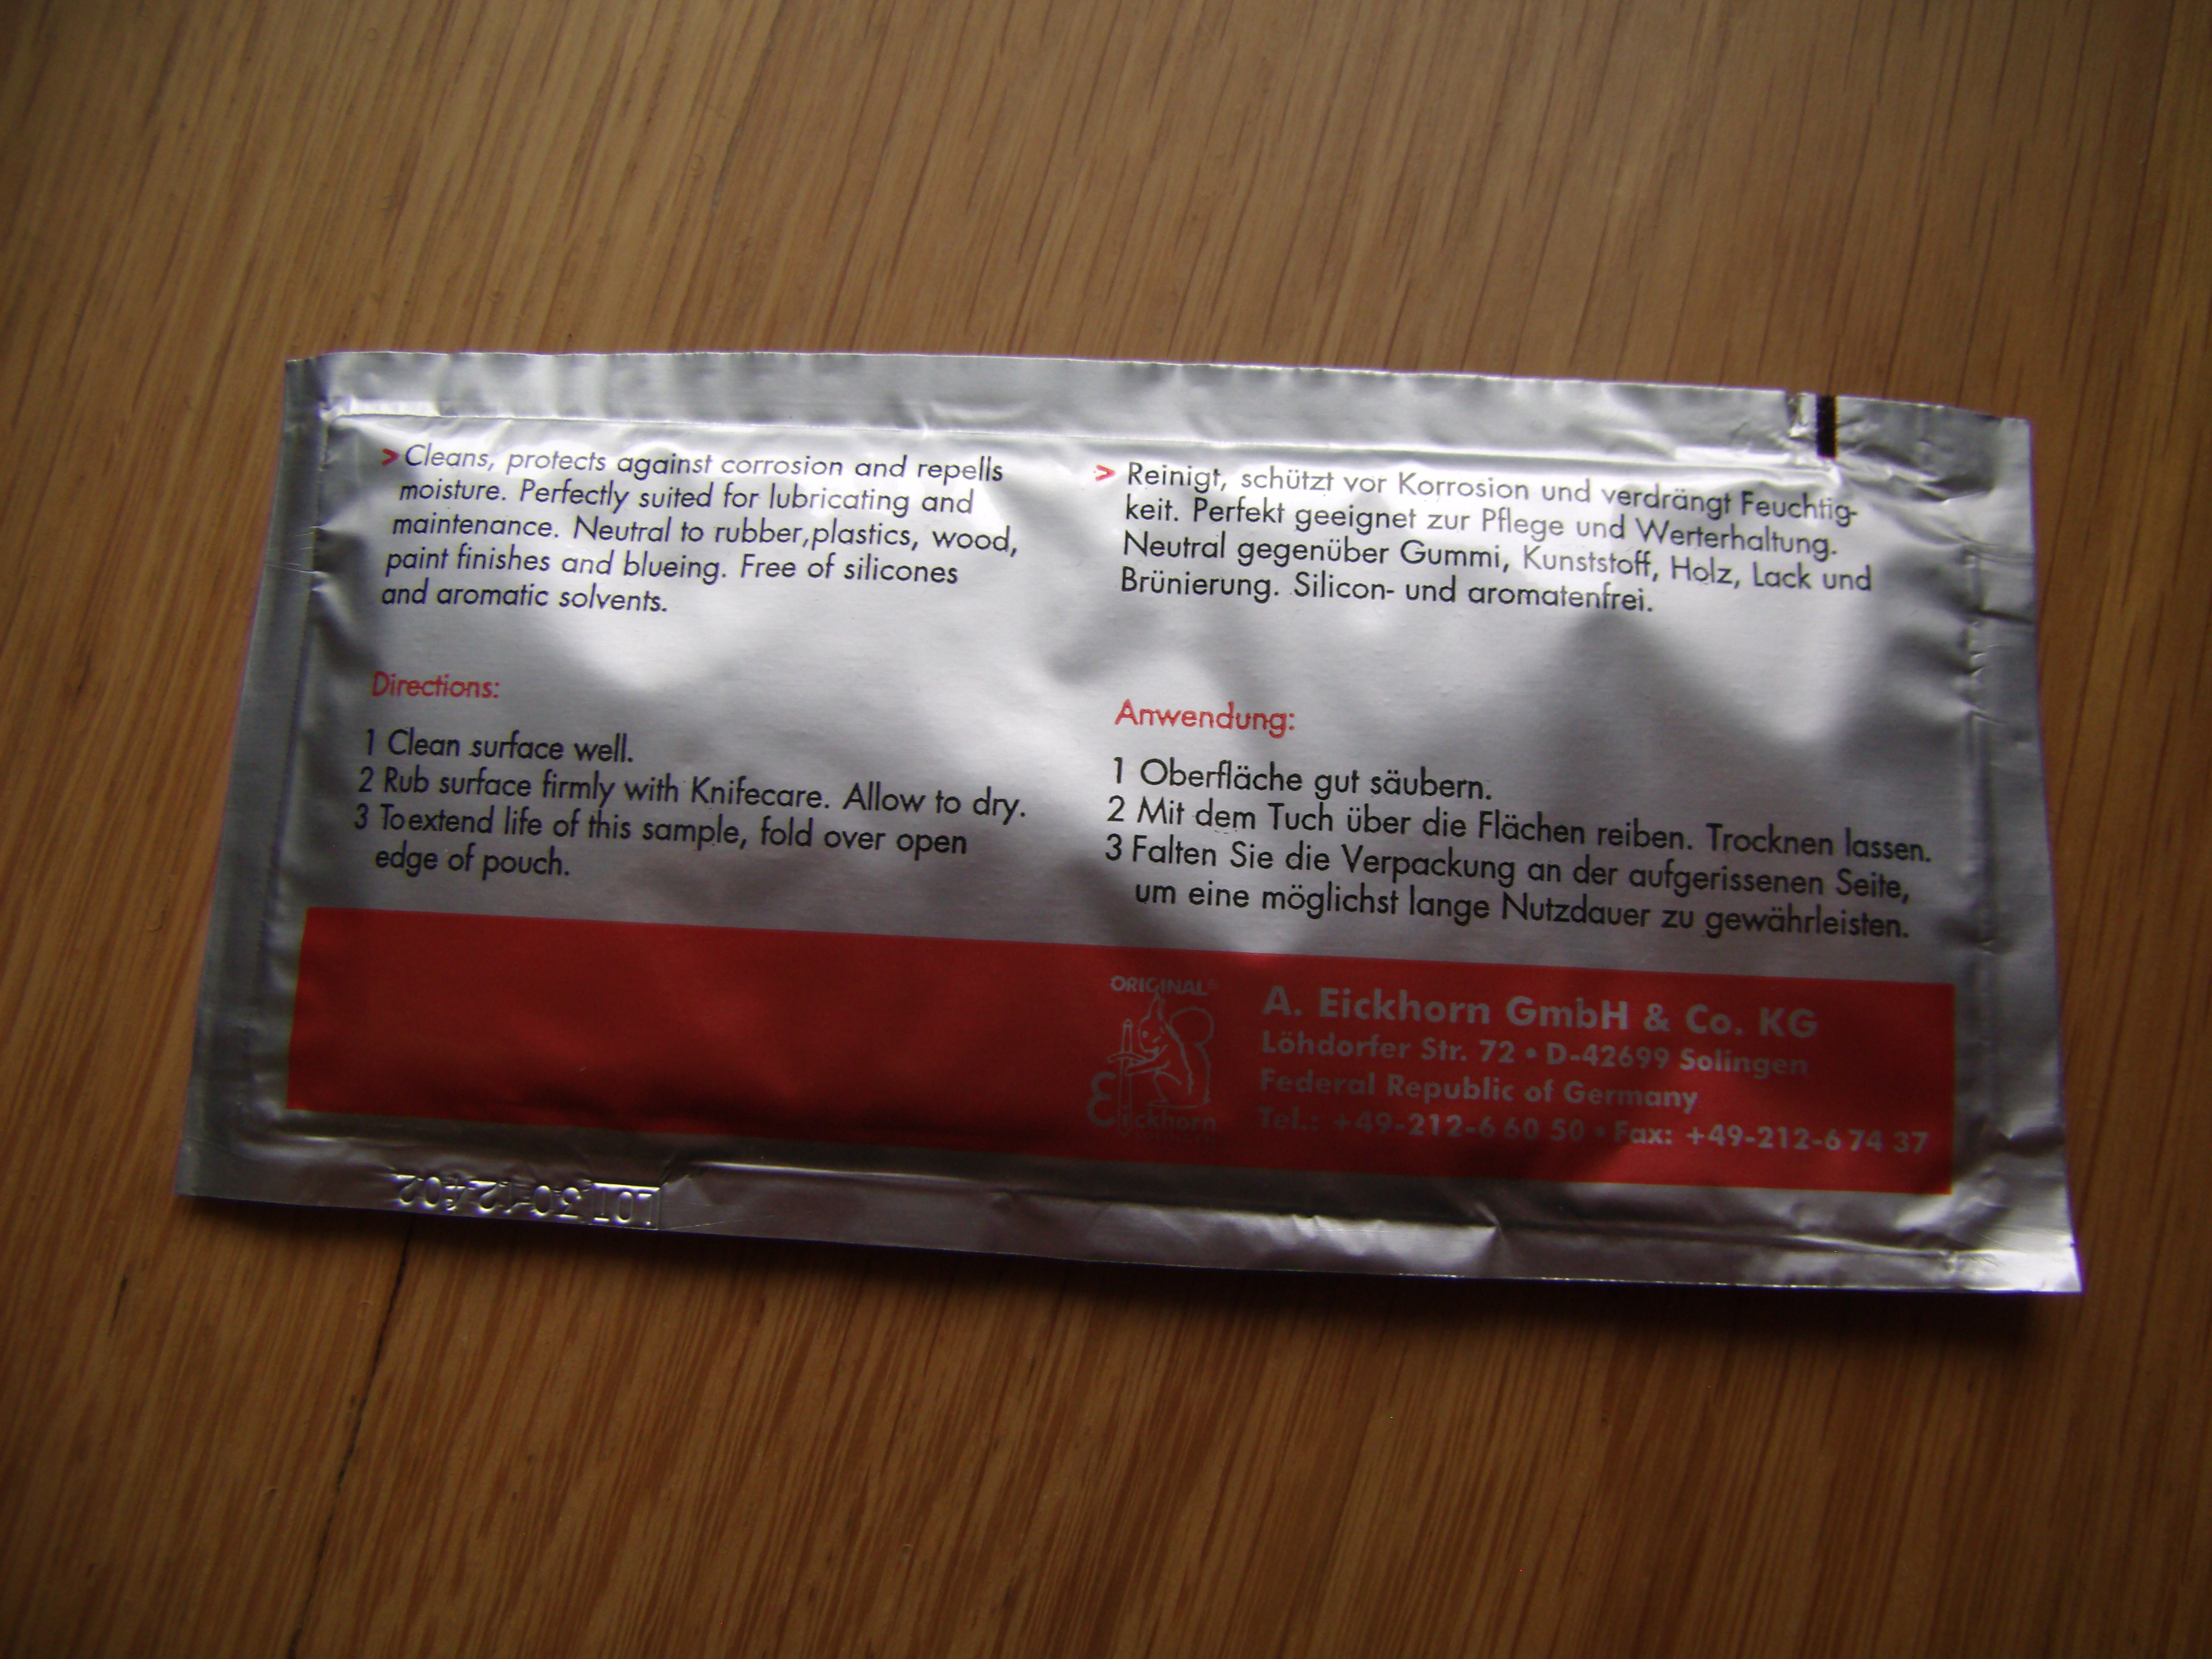 > Cleans, protects against corrosion and repells
moisture. Perfectly suited for lubricating and
maintenance. Neutral to rubber,plastics, wood,
paint finishes and blueing. Free of silicones
and aromatic solvents.
Directions:
1 Clean surface well.
2 Rub surface firmly with Knifecare. Allow to dry.
3 To extend life of this sample, fold over open
edge of pouch.
> Reinigt, schützt vor Korrosion und verdrängt Feuchtig-
keit. Perfekt geeignet zur Pflege und Werterhaltung.
Neutral gegenüber Gummi, Kunststoff, Holz, Lack und
Brünierung. Silicon- und aromatenfrei.
Anwendung:
1 Oberfläche gut säubern.
2 Mit dem Tuch über die Flächen reiben. Trocknen lassen.
3 Falten Sie die Verpackung an der aufgerissenen Seite,
um eine möglichst lange Nutzdauer zu gewährleisten.
ORIGINAL
Eickhorn
A. Eickhorn GmbH & Co. KG
Löhdorfer Str. 72 • D-42699 Solingen
Federal Republic of Germany
Tel.: +49-212-6 60 50 • Fax: +49-212-6 74 37